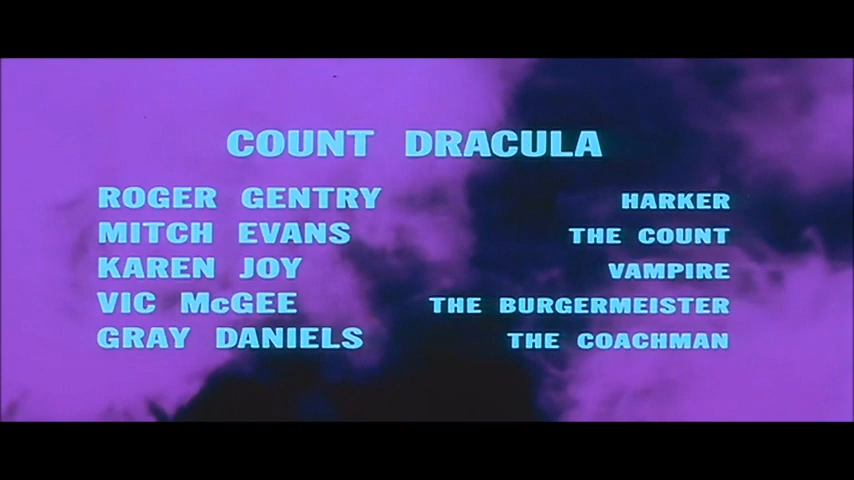 COUNT DRACULA
ROGER GENTRY HARKER
MITCH EVANS THE COUNT
KAREN JOY VAMPIRE
VIC McGEE THE BURGERMEISTER
GRAY DANIELS THE COACHMAN